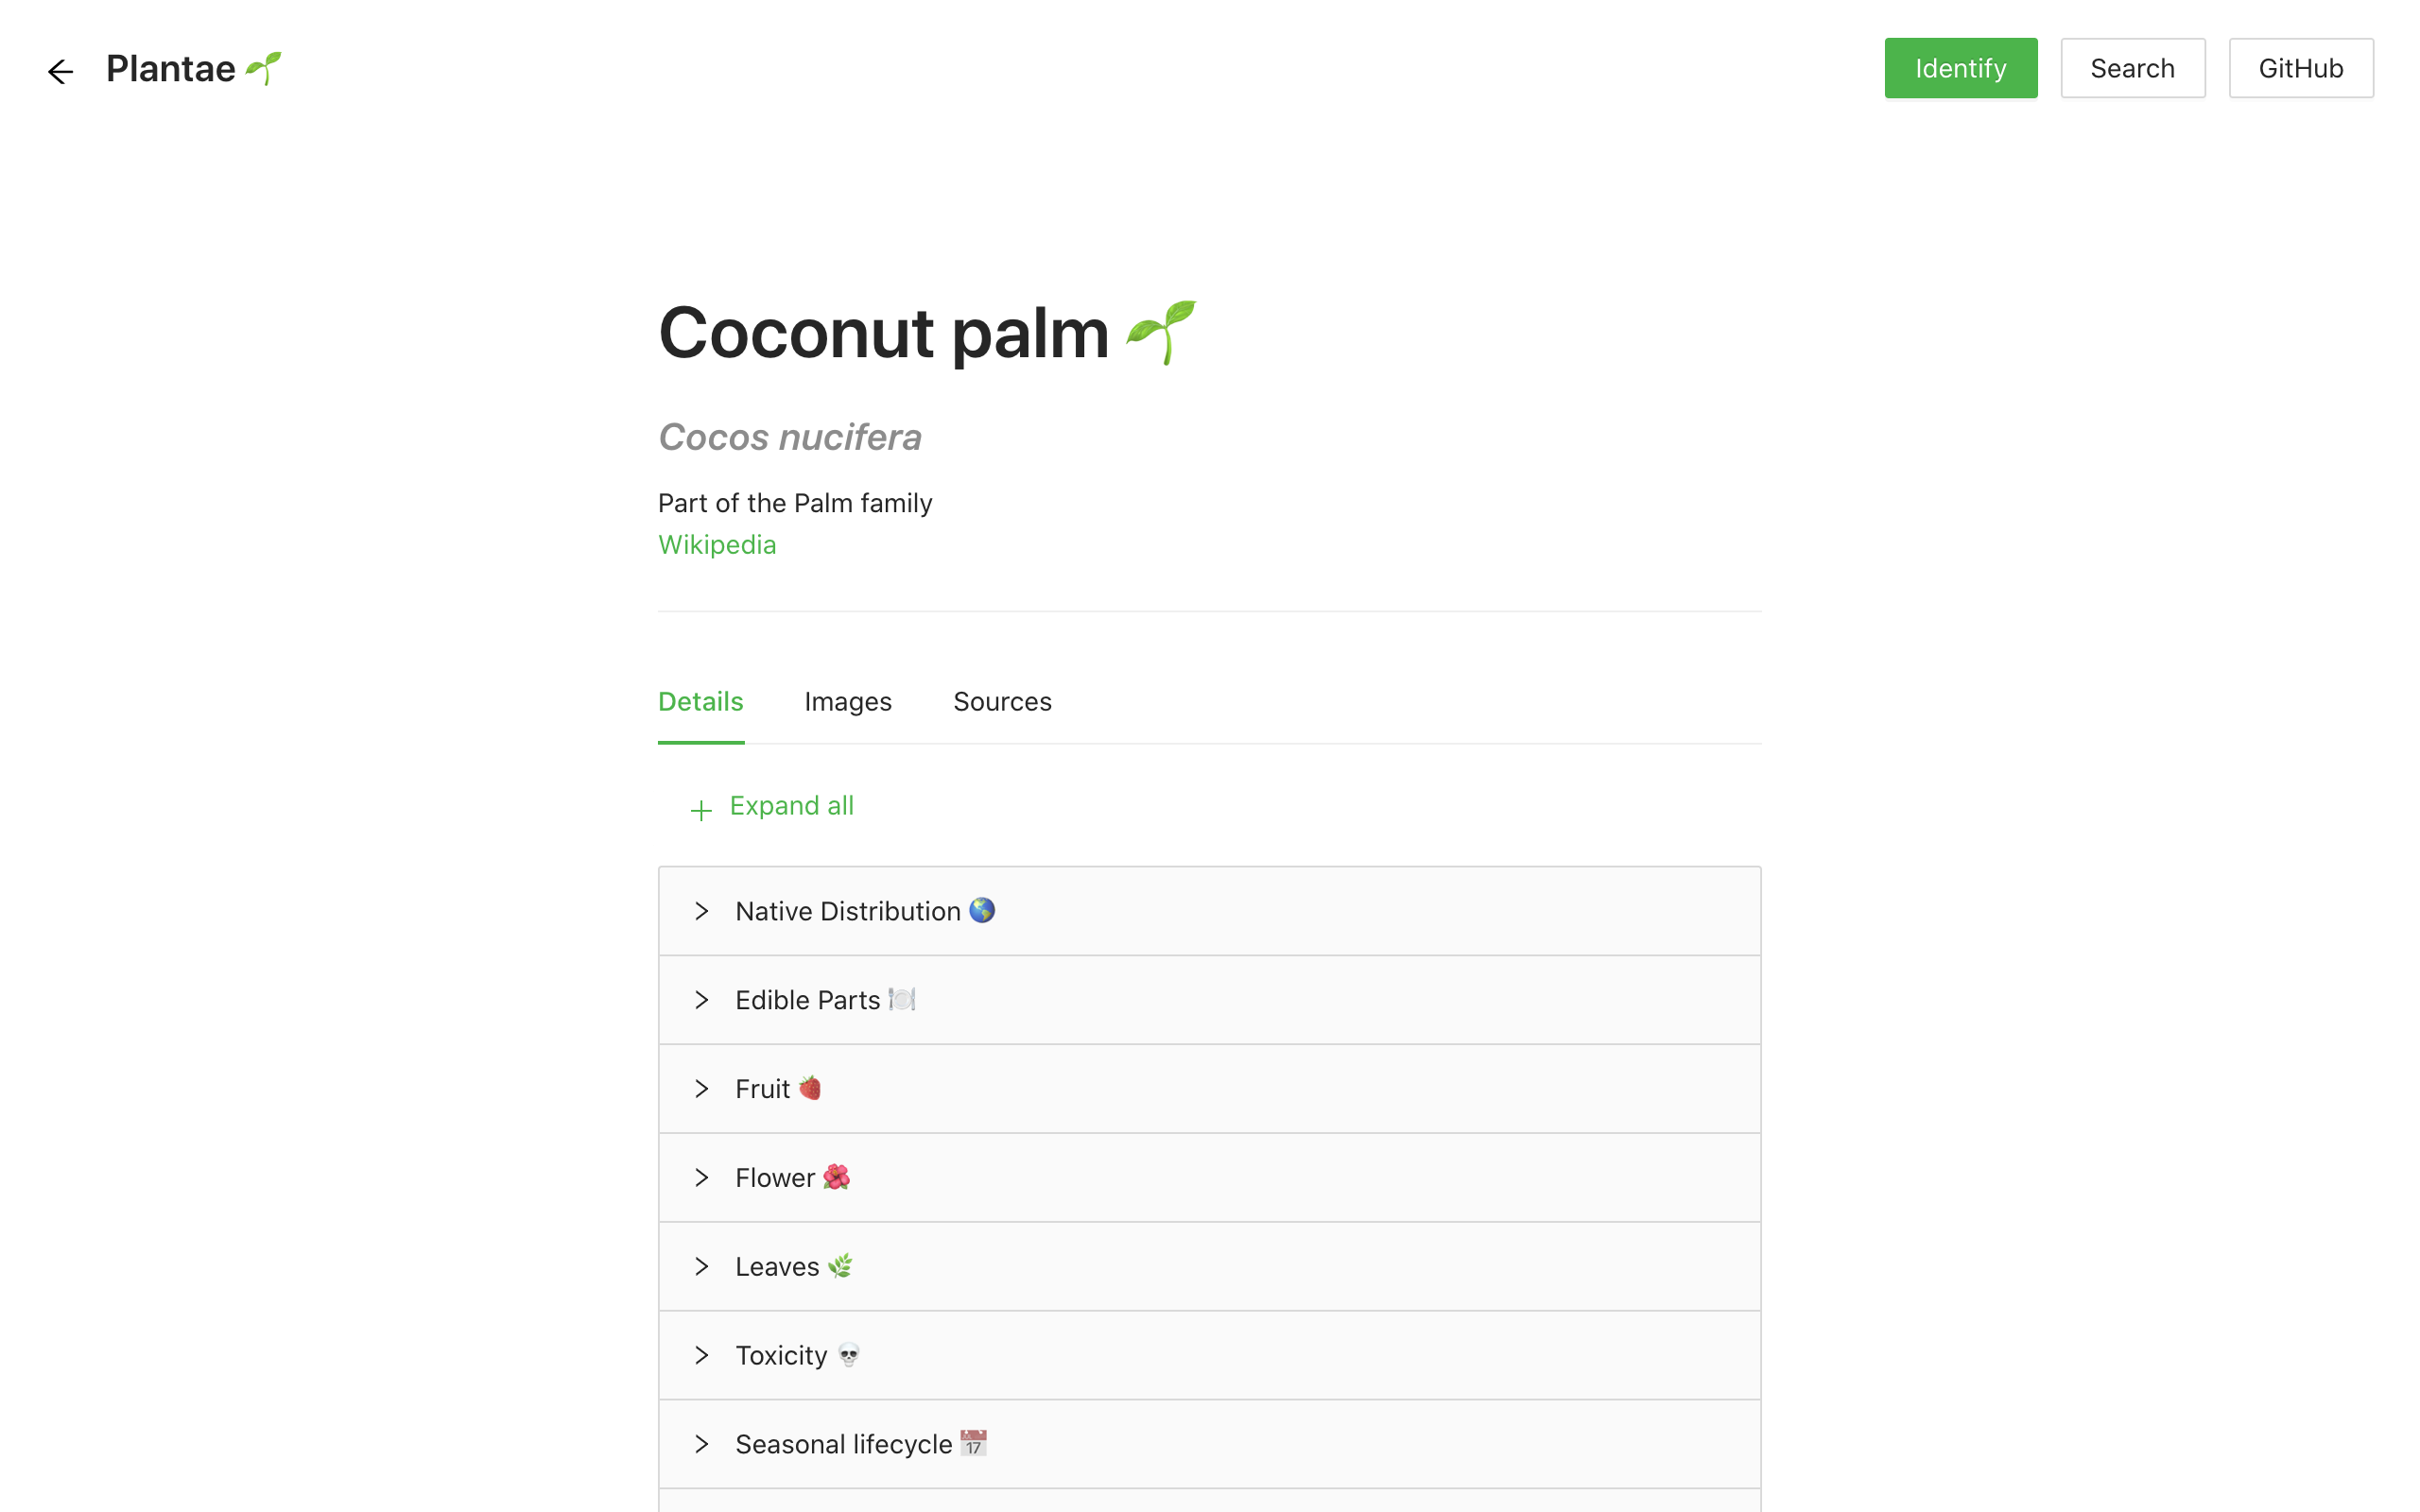 Plantae 🌱
Identify
Search
GitHub
Coconut palm 🌱
Cocos nucifera
Part of the Palm family
Wikipedia
Details
Images
Sources
Expand all
Native Distribution 🌎
Edible Parts 🍽️
Fruit 🍓
Flower 🌺
Leaves 🌿
Toxicity 💀
Seasonal lifecycle 📅